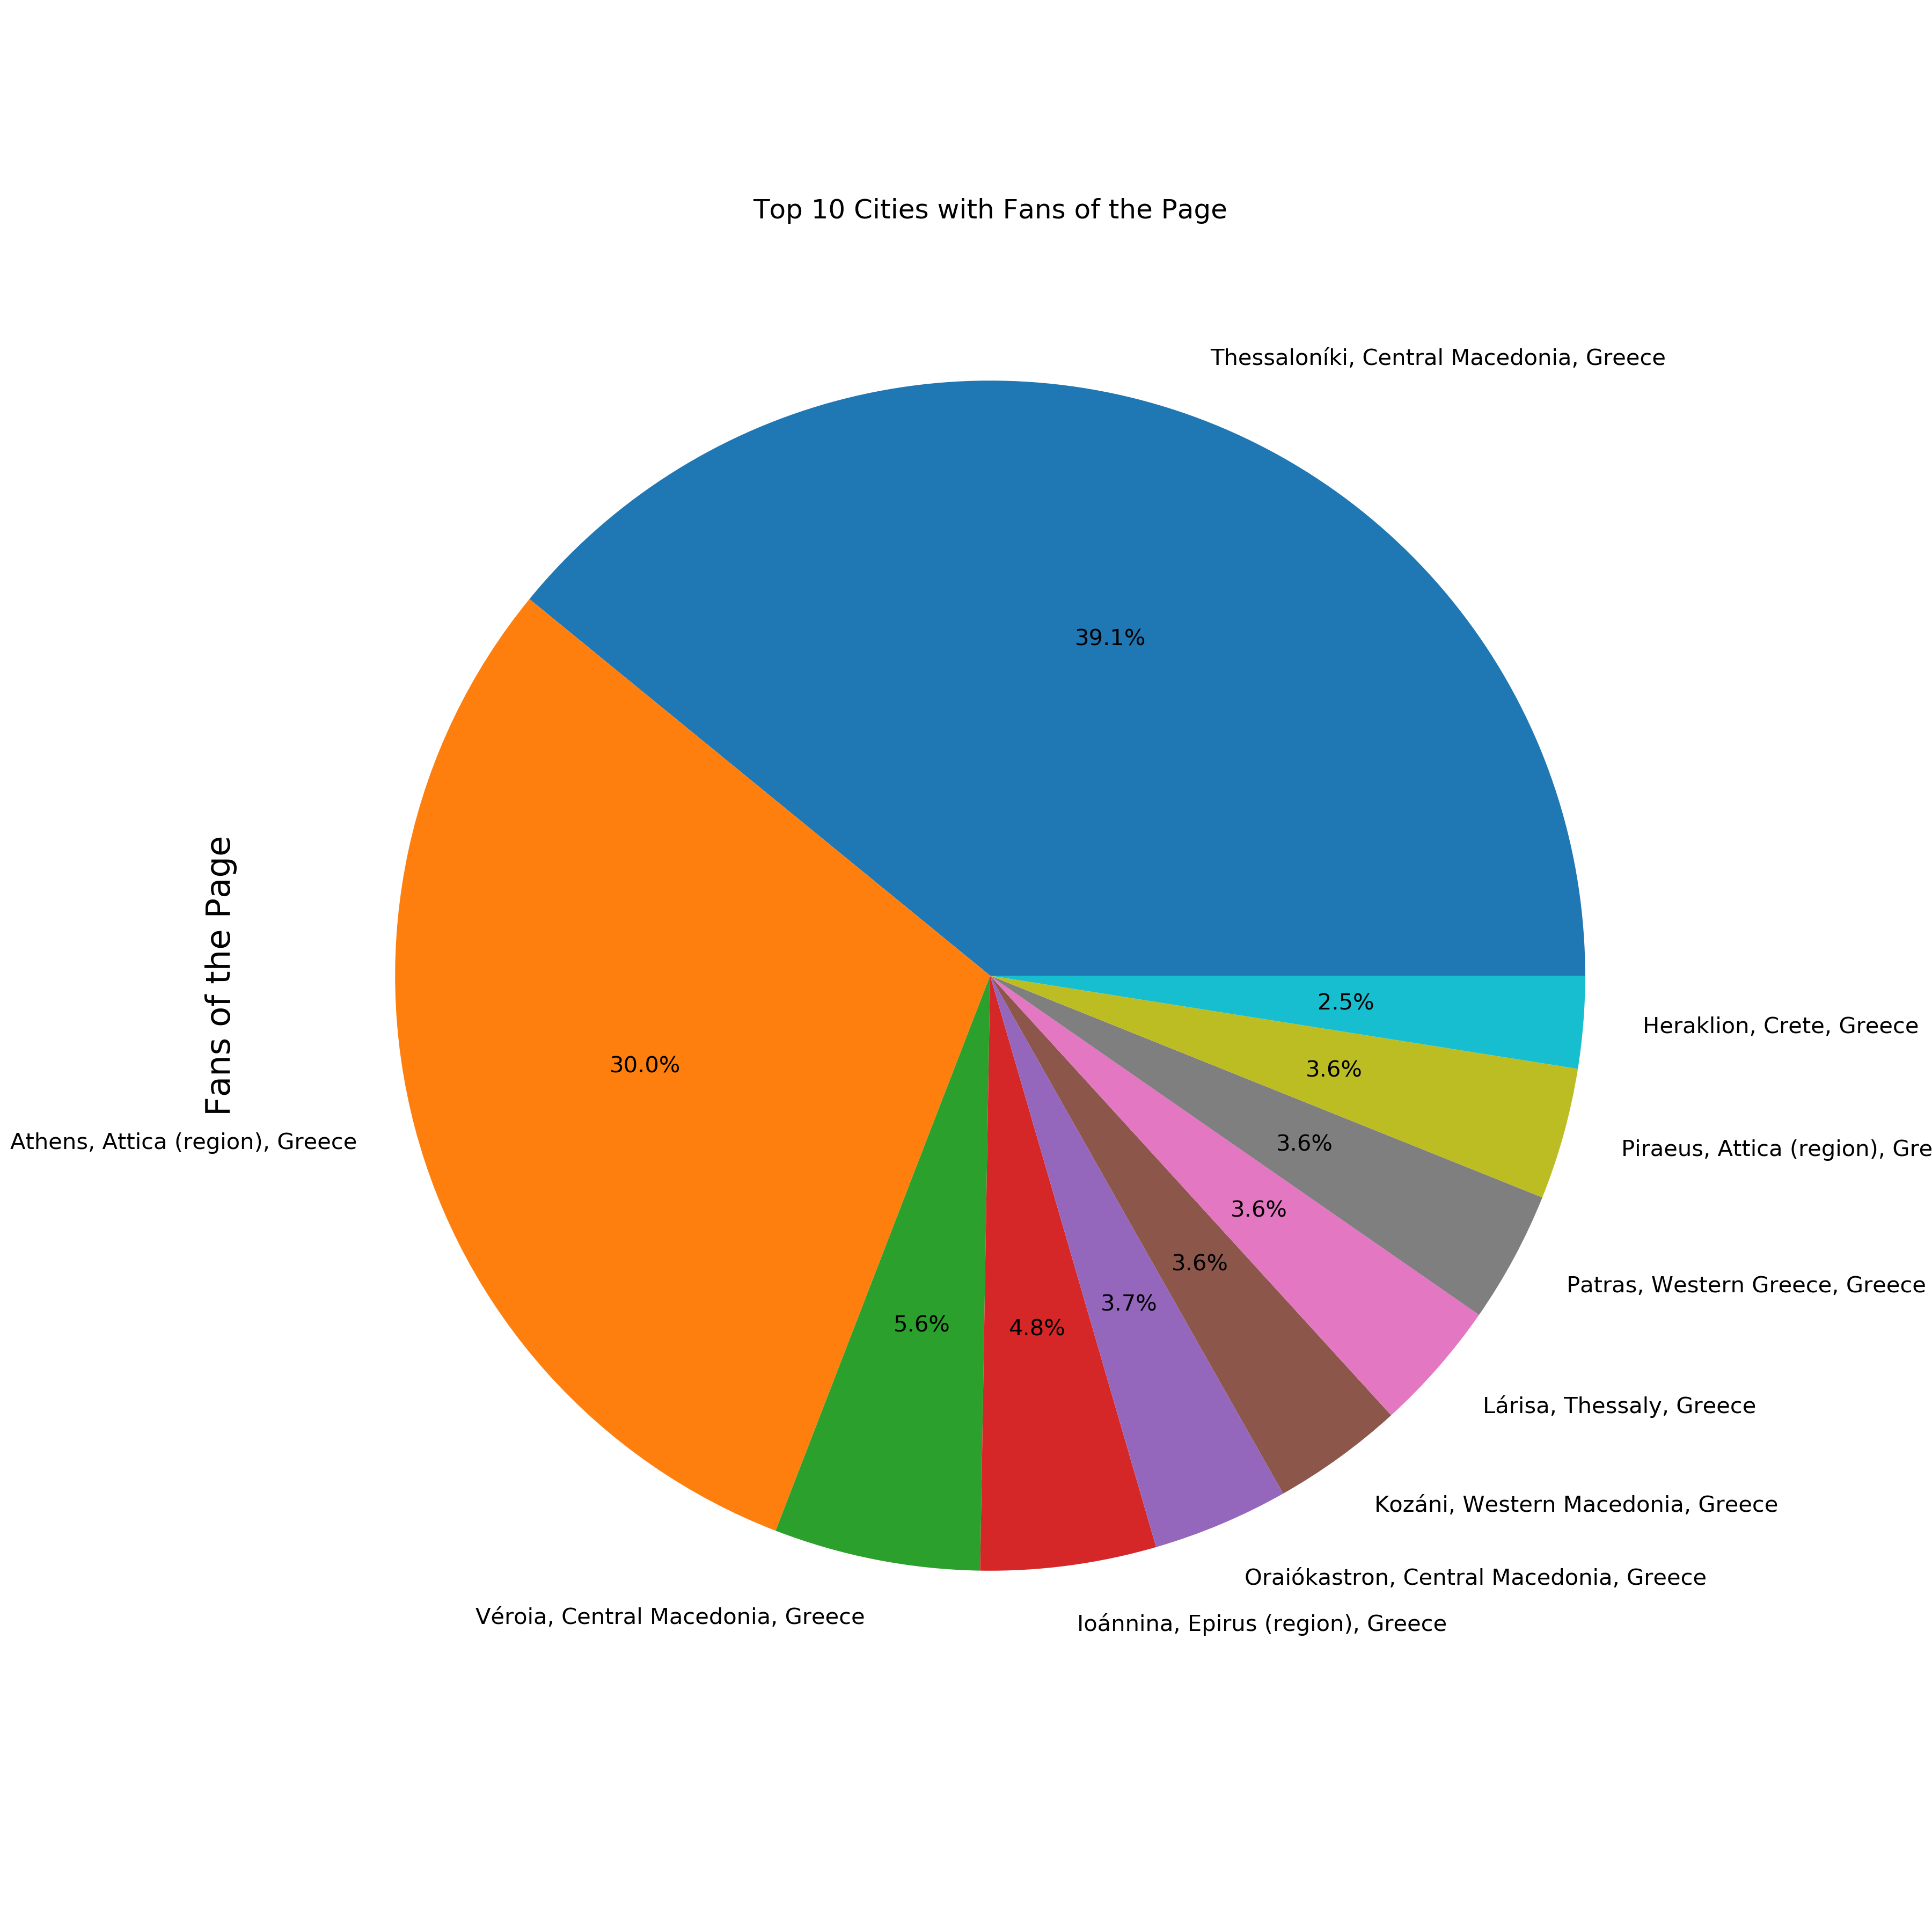 Top 10 Cities with Fans of the Page
Thessaloníki, Central Macedonia, Greece
39.1%
Fans of the Page
30.0%
Athens, Attica (region), Greece
2.5%
Heraklion, Crete, Greece
3.6%
Piraeus, Attica (region), Gre
3.6%
Patras, Western Greece, Greece
3.6%
Lárisa, Thessaly, Greece
3.6%
Kozáni, Western Macedonia, Greece
3.7%
Oraiókastron, Central Macedonia, Greece
4.8%
Ioánnina, Epirus (region), Greece
5.6%
Véroia, Central Macedonia, Greece